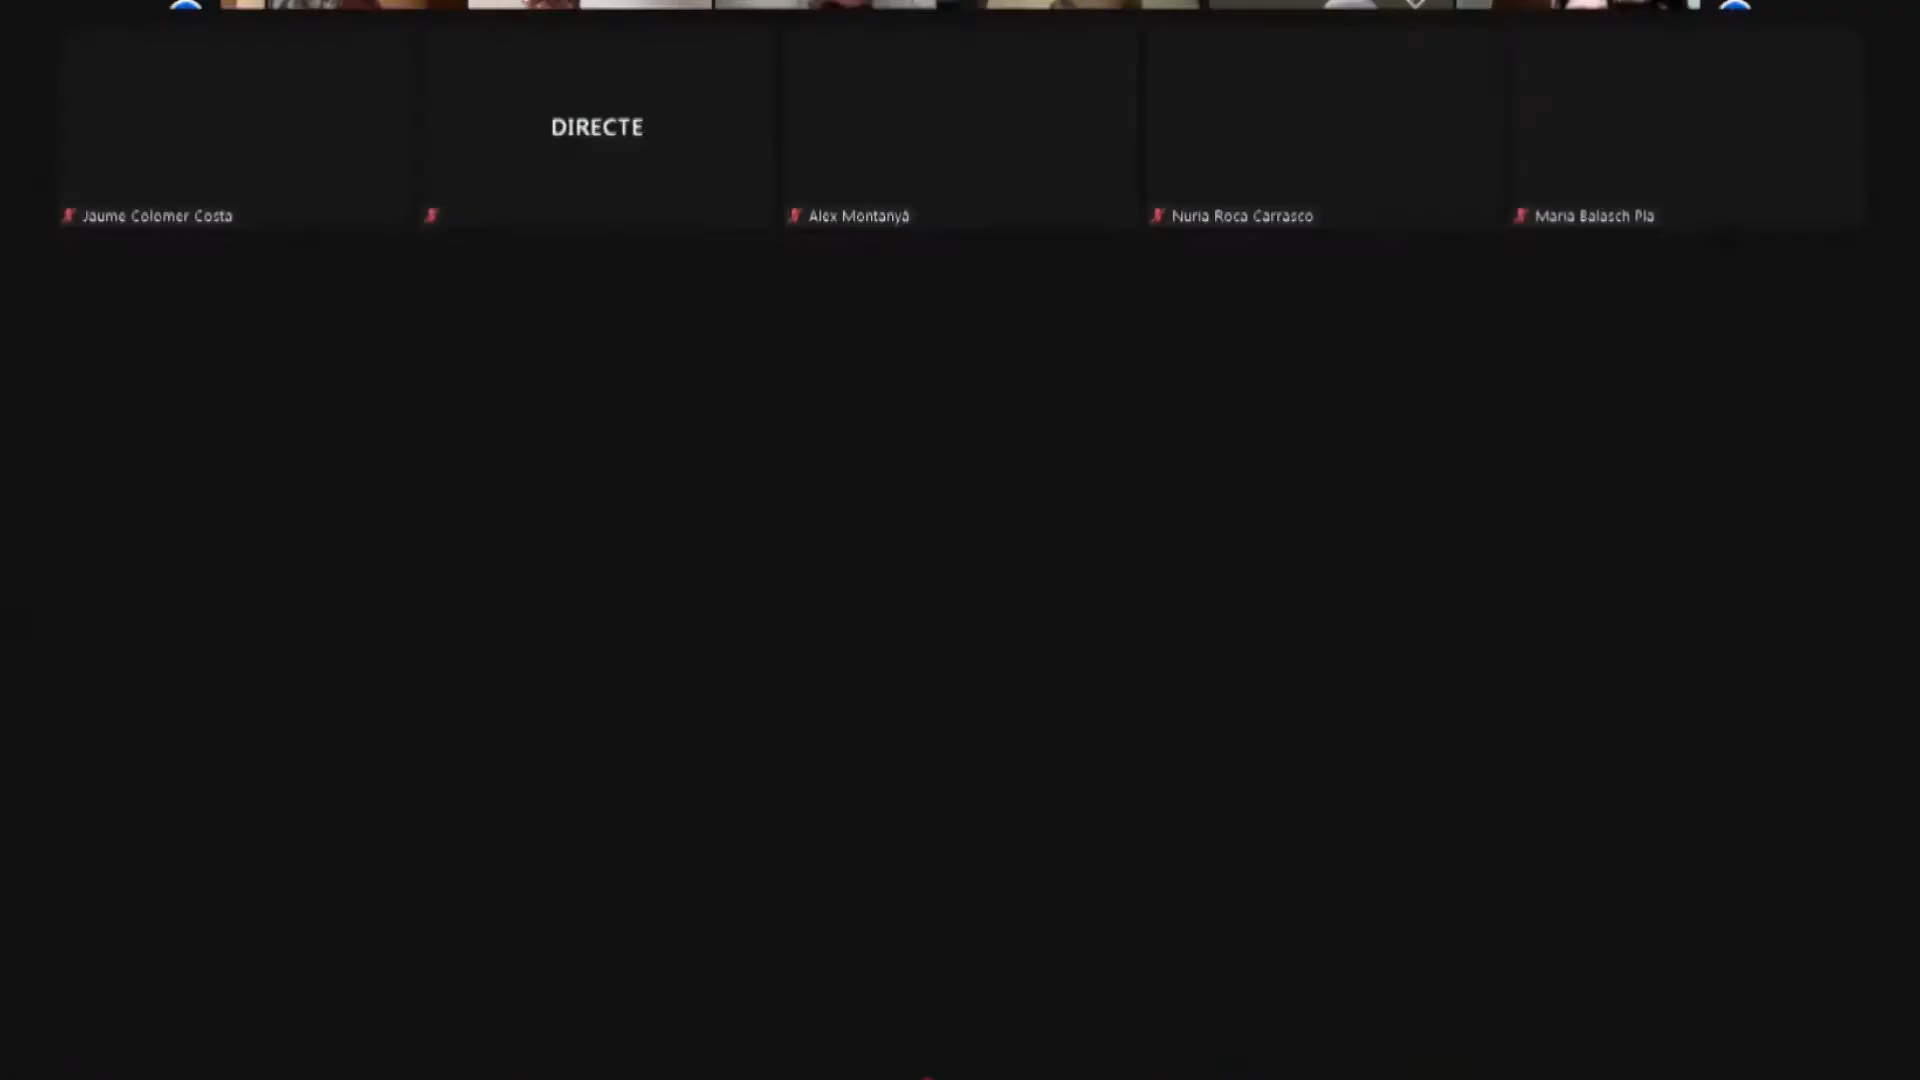 DIRECTE
Jaume Colomer Costa
Alex Montanyà
Nuria Roca Carrasco
Maria Balasch Pla